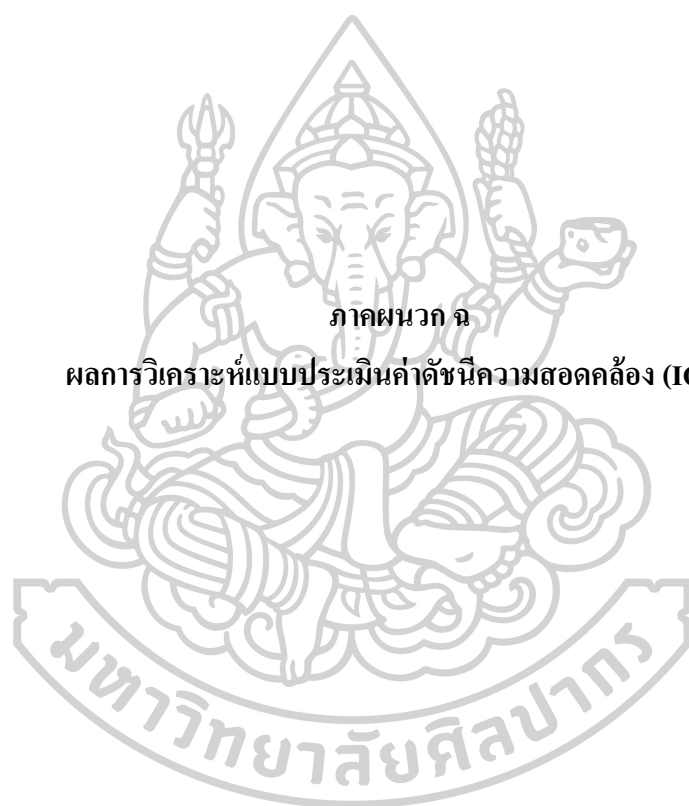 ภาคผนวก ฉ
ผลการวิเคราะห์แบบประเมินค่าดัชนีความสอดคล้อง
มหาวิทยาลัยศิลปากร